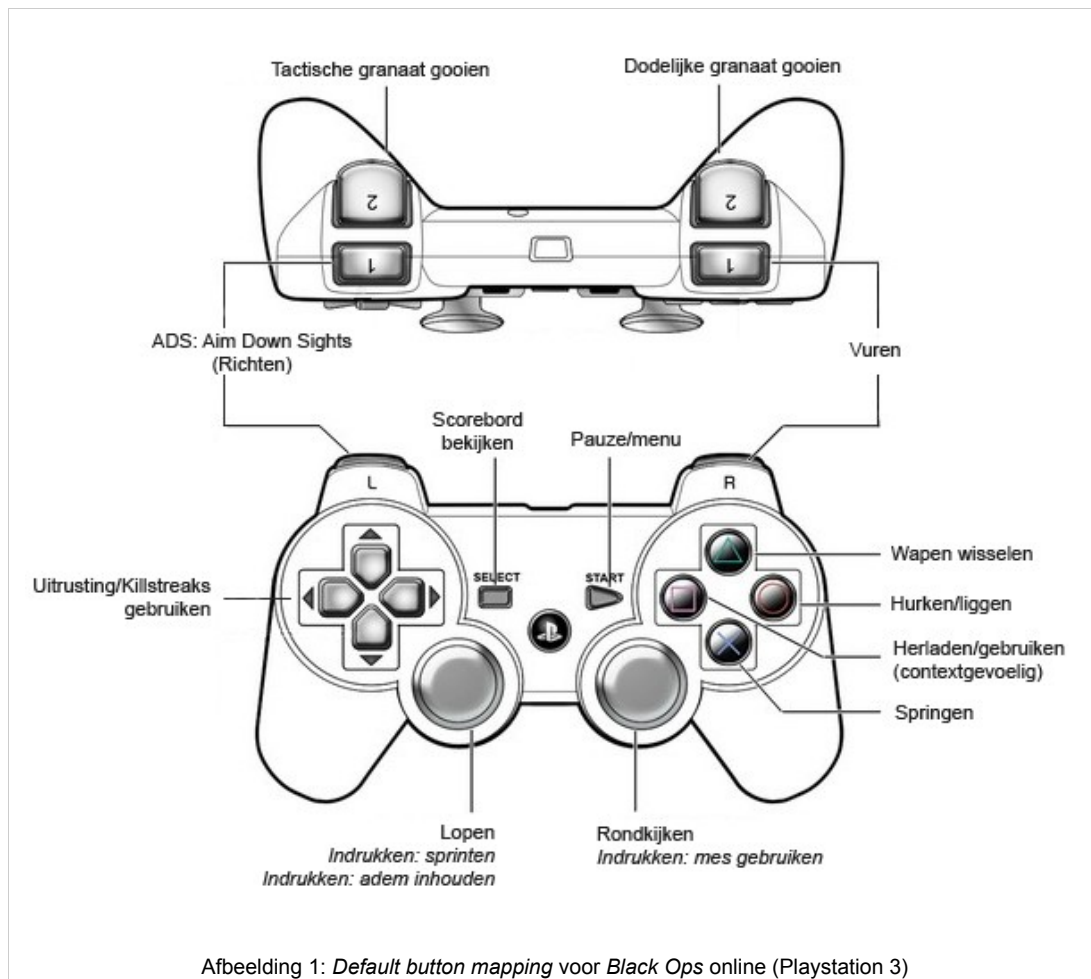 Tactische granaat gooien
Dodelijke granaat gooien
2
2
1
1
ADS: Aim Down Sights
(Richten)
Vuren
Scorebord
bekijken
Pauze/menu
L
R
SELECT
START
Wapen wisselen
Uitrusting/Killstreaks
gebruiken
Hurken/liggen
Herladen/gebruiken
(contextgevoelig)
Springen
Lopen
Indrukken: sprinten
Indrukken: adem inhouden
Rondkijken
Indrukken: mes gebruiken
Afbeelding 1: Default button mapping voor Black Ops online (Playstation 3)